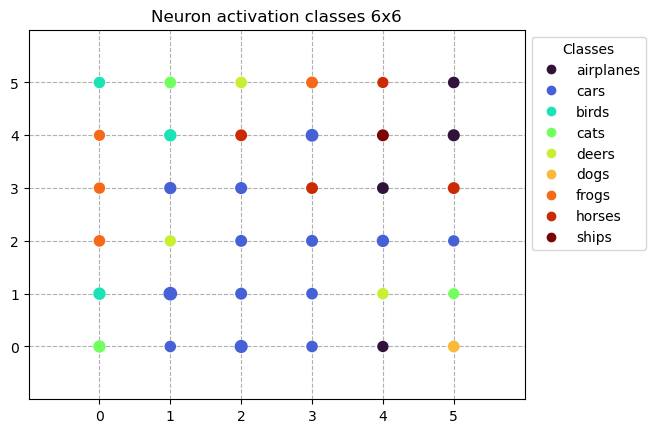 Neuron activation classes 6x6
Classes
airplanes
cars
birds
cats
deers
dogs
frogs
horses
ships
5
4
3
2
1
0
0 1 2 3 4 5